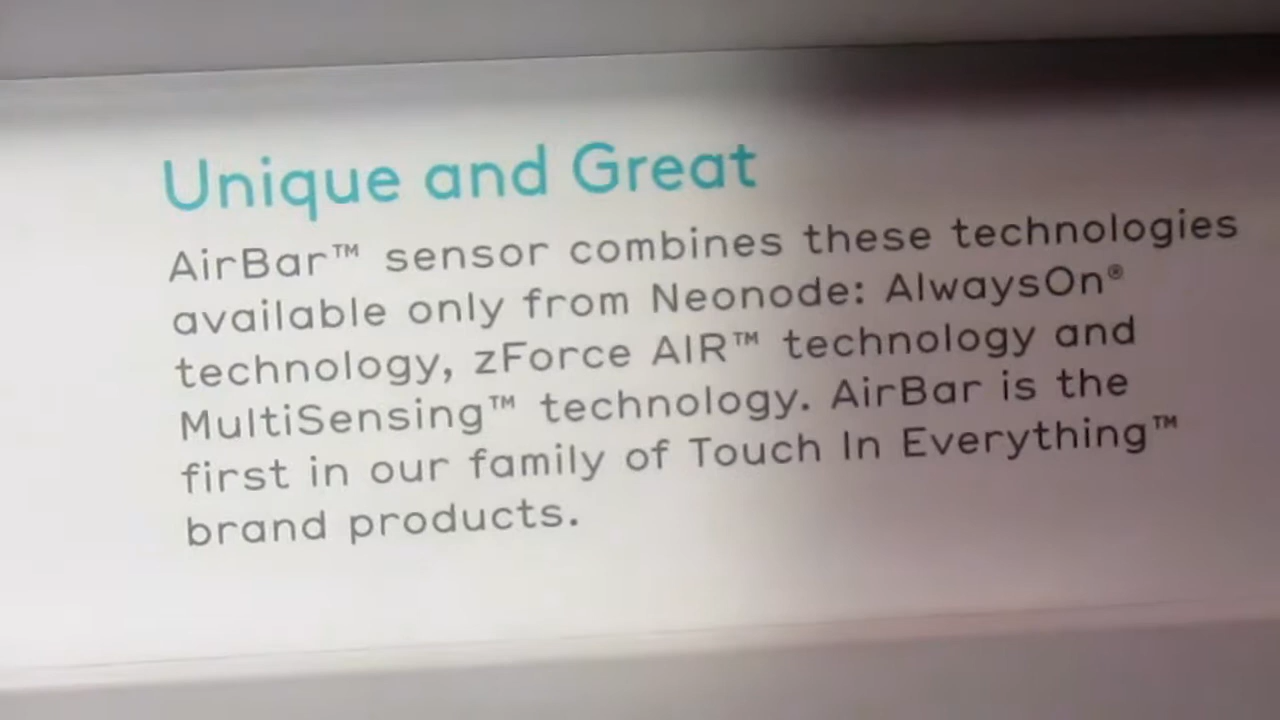 Unique and Great
AirBar™ sensor combines these technologies
available only from Neonode: AlwaysOn®
technology, zForce AIR™ technology and
MultiSensing™ technology. AirBar is the
first in our family of Touch In Everything™
brand products.